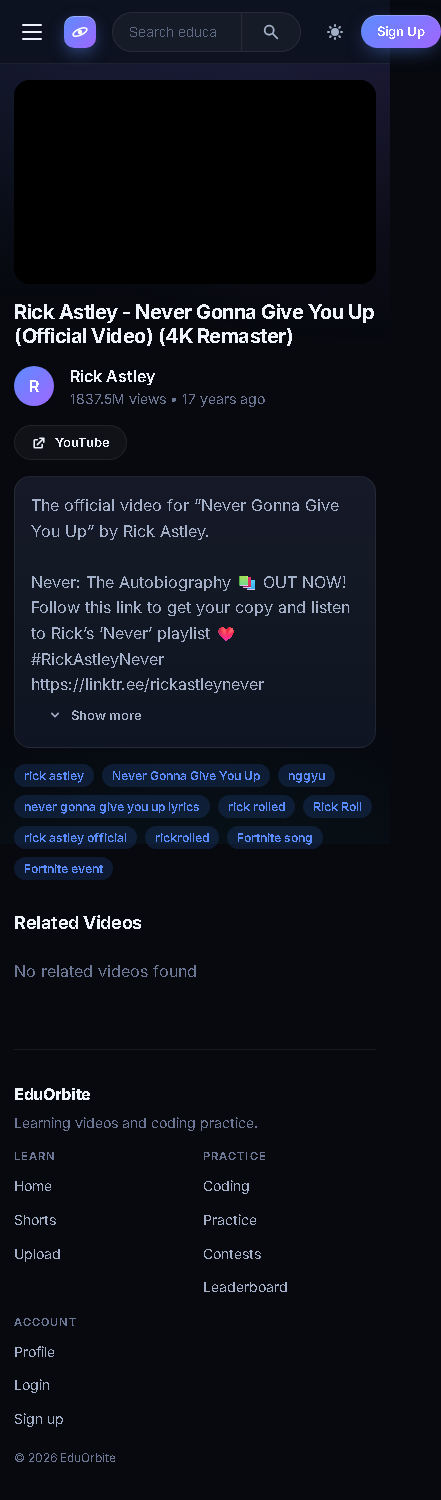 Search educa
Sign Up
Rick Astley - Never Gonna Give You Up
(Official Video) (4K Remaster)
R
Rick Astley
1837.5M views • 17 years ago
YouTube
The official video for “Never Gonna Give
You Up” by Rick Astley.
Never: The Autobiography 📚 OUT NOW!
Follow this link to get your copy and listen
to Rick’s ‘Never’ playlist ❤️
#RickAstleyNever
https://linktr.ee/rickastleynever
Show more
rick astley Never Gonna Give You Up nggyu
never gonna give you up lyrics rick rolled Rick Roll
rick astley official rickrolled Fortnite song
Fortnite event
Related Videos
No related videos found
EduOrbite
Learning videos and coding practice.
LEARN
Home
Shorts
Upload
PRACTICE
Coding
Practice
Contests
Leaderboard
ACCOUNT
Profile
Login
Sign up
© 2026 EduOrbite